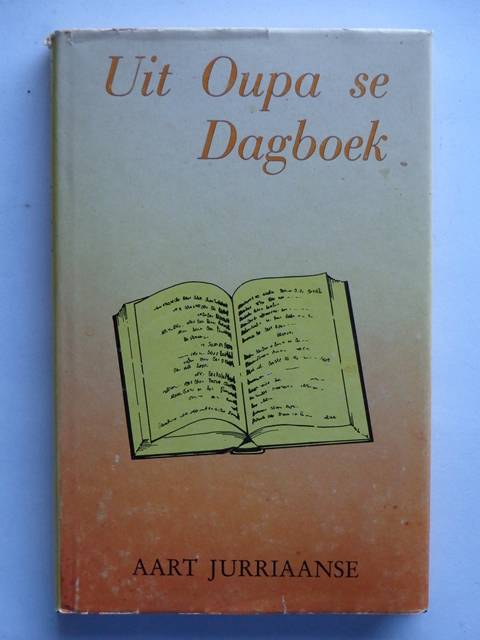 Uit Oupa se
Dagboek
AART JURRIAANSE